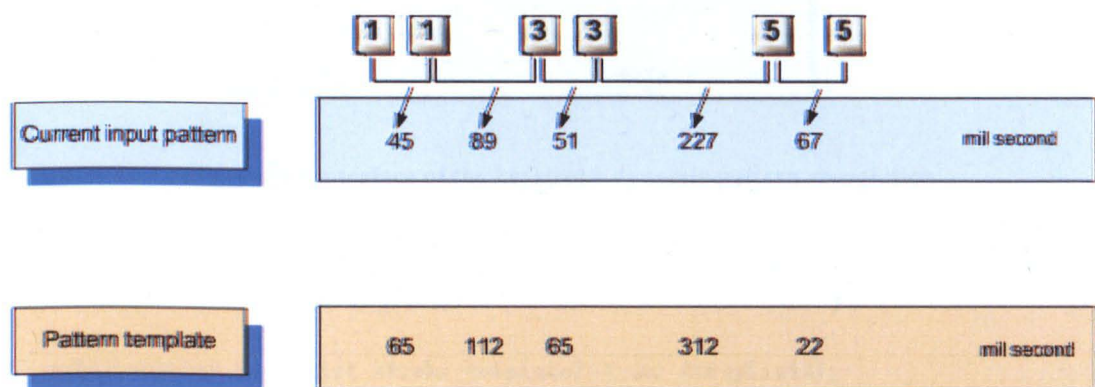 1 1 3 3 5 5
Current input pattern 45 89 51 227 67 mil second
Pattern template 65 112 65 312 22 mil second